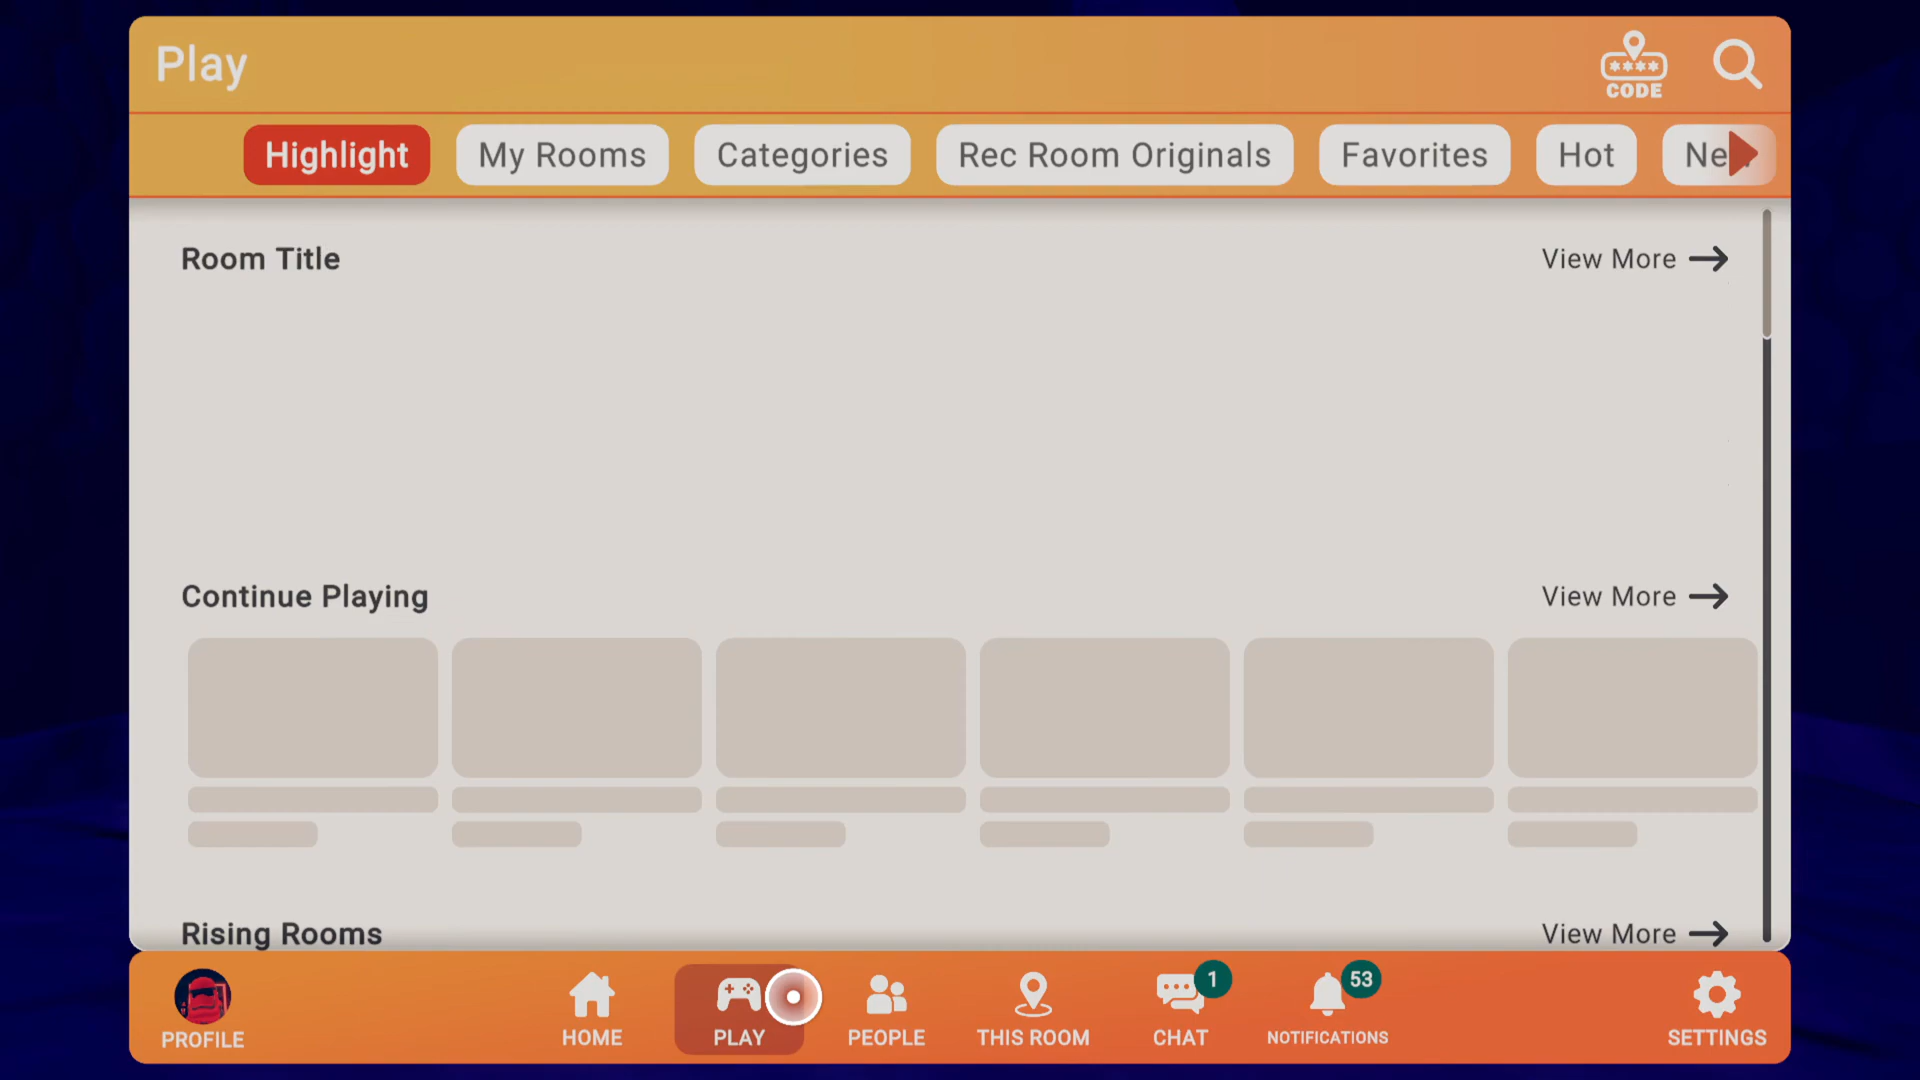 Play
****
CODE
Highlight
My Rooms
Categories
Rec Room Originals
Favorites
Hot
Room Title
View More
Continue Playing
View More
Rising Rooms
View More
PROFILE
HOME
PLAY
PEOPLE
THIS ROOM
1
CHAT
53
NOTIFICATIONS
SETTINGS